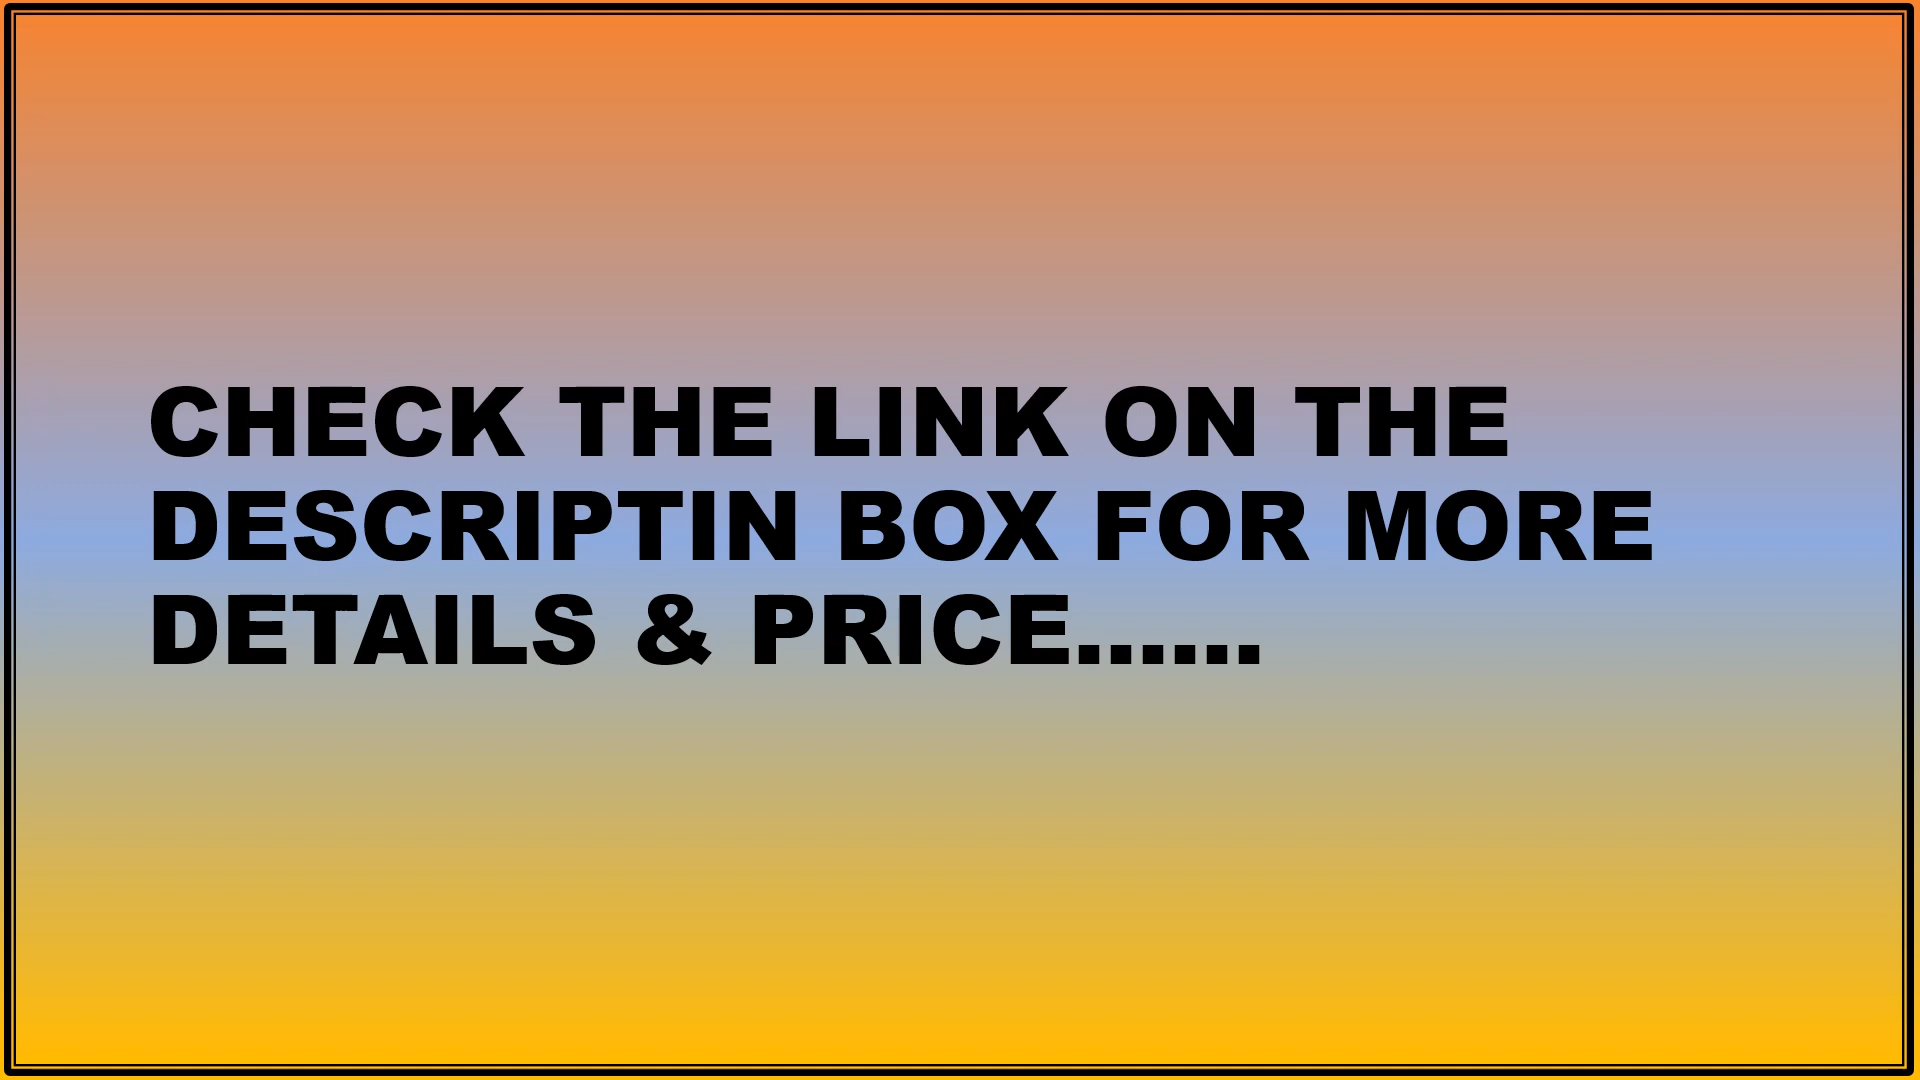 CHECK THE LINK ON THE
DESCRIPTIN BOX FOR MORE
DETAILS & PRICE......